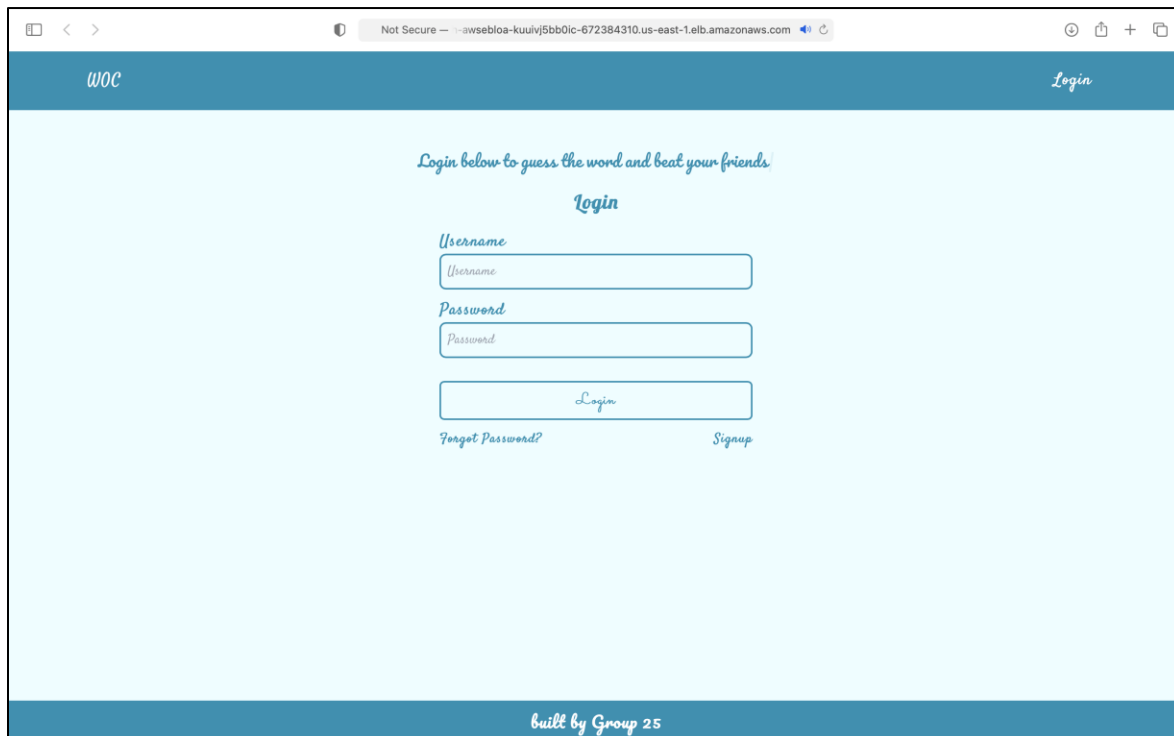 Not Secure — -awsebloa-kuuivj5bb0ic-672384310.us-east-1.elb.amazonaws.com
WOC
Login
Login below to guess the word and beat your friends
Login
Username
Username
Password
Password
Login
Forgot Password? Signup
built by Group 25